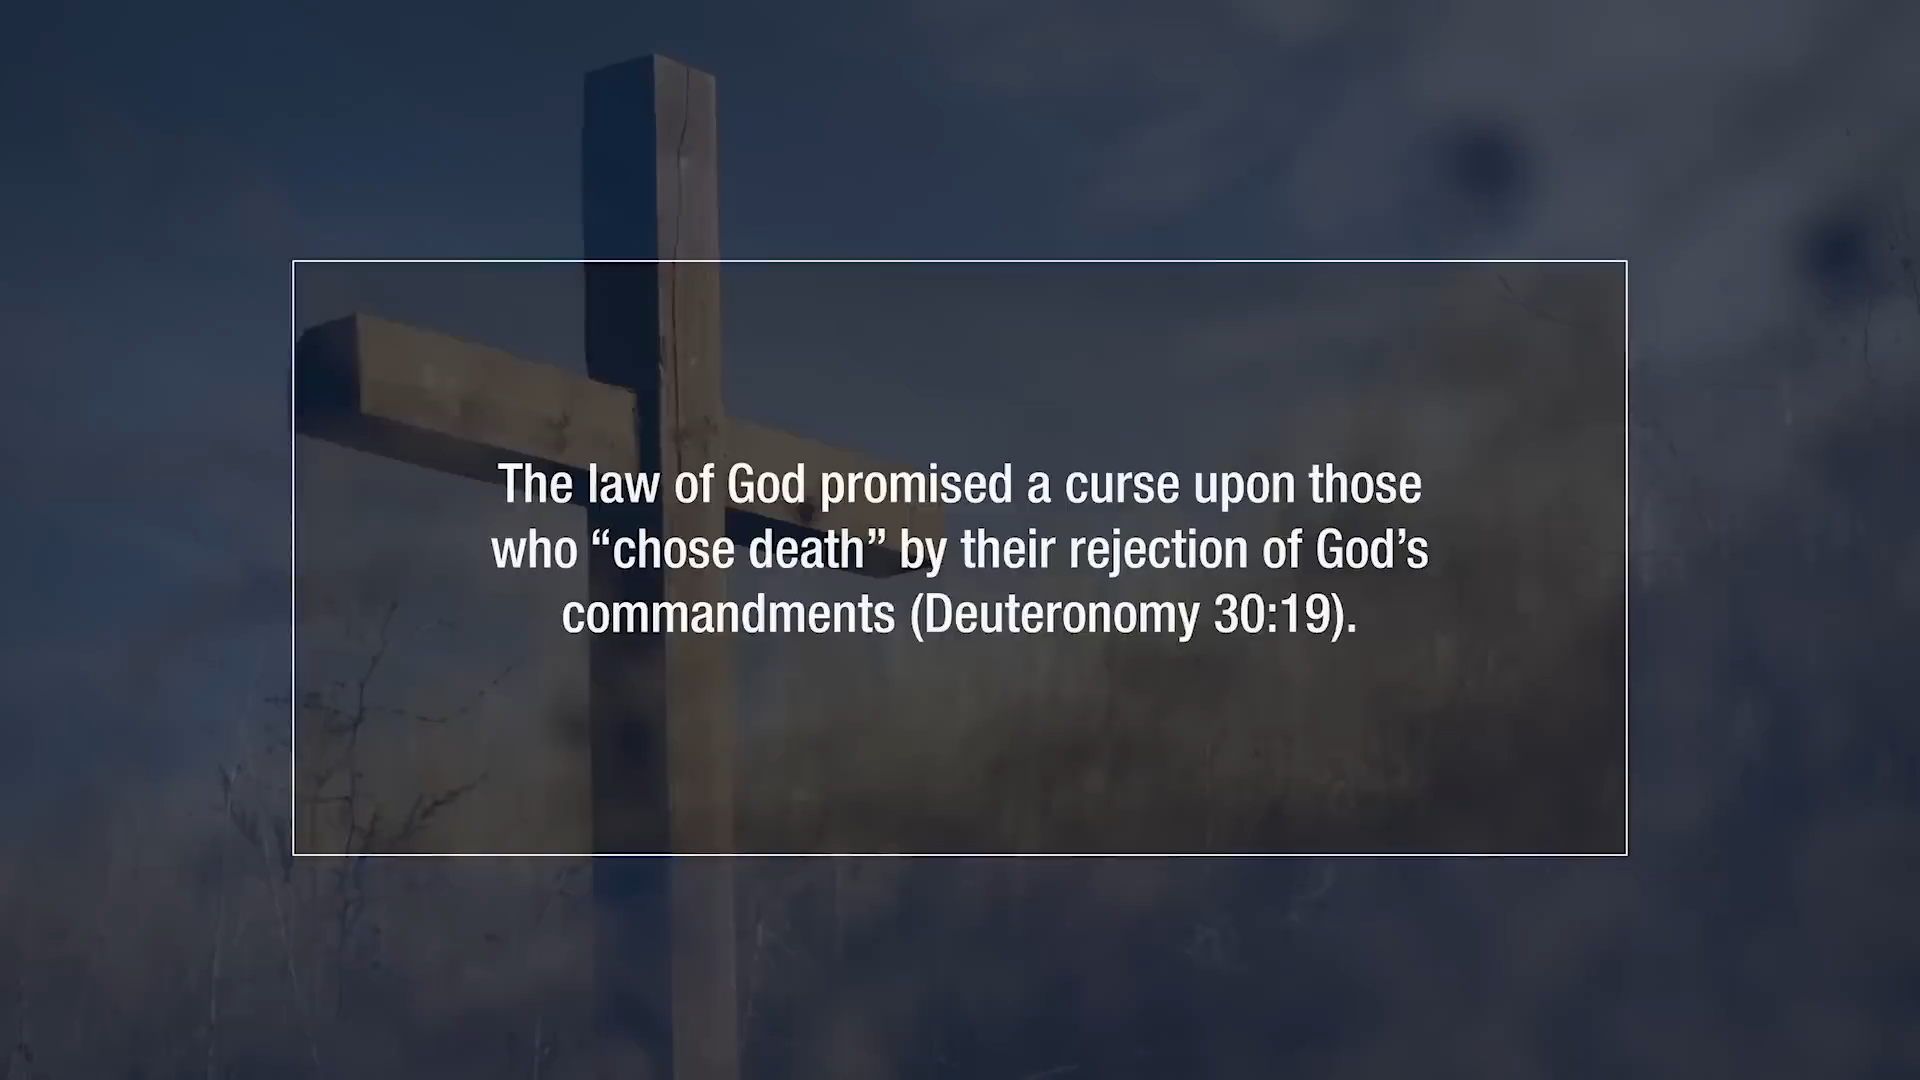 The law of God promised a curse upon those
who “chose death” by their rejection of God’s
commandments (Deuteronomy 30:19).